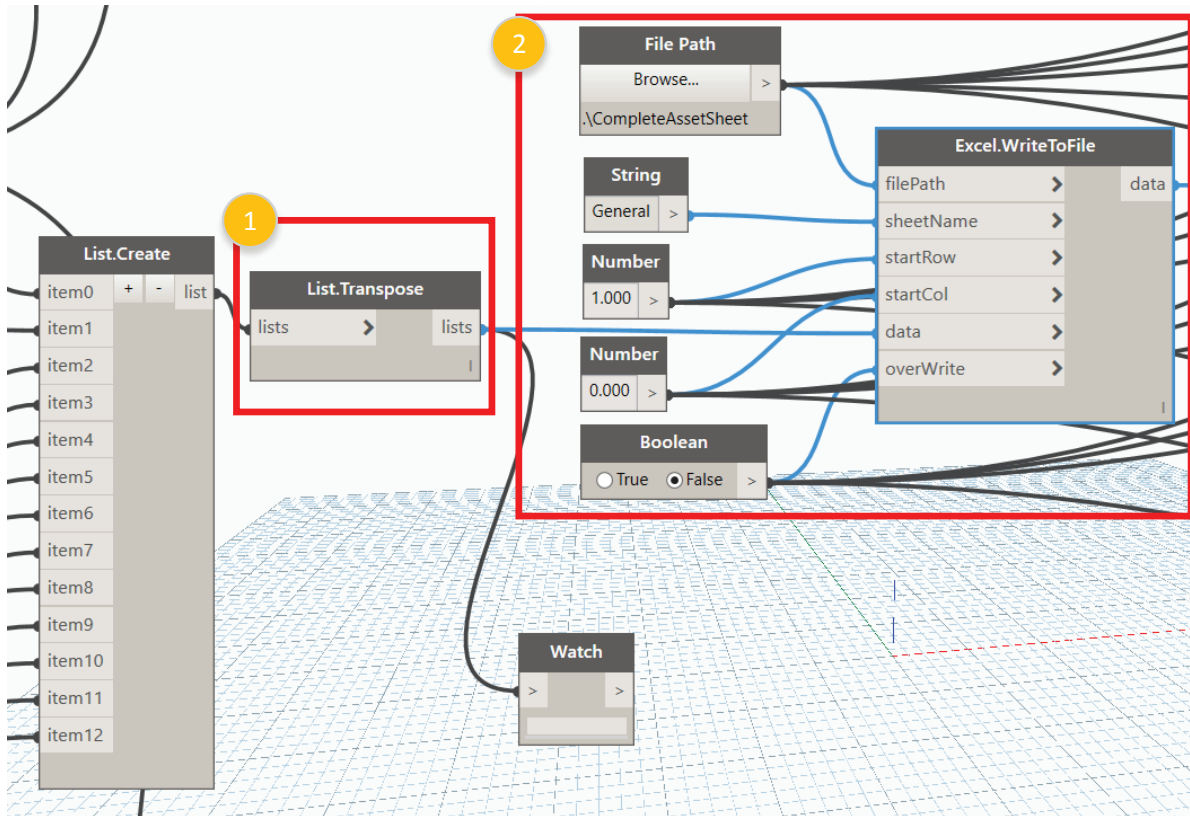 2
File Path
Browse... >
.\CompleteAssetSheet
Excel.WriteToFile
filePath data
sheetName
startRow
startCol
data
overWrite
String
General >
Number
1.000 >
Number
0.000 >
Boolean
True False >
1
List.Transpose
lists lists
List.Create
item0 + - list
item1
item2
item3
item4
item5
item6
item7
item8
item9
item10
item11
item12
Watch
> >